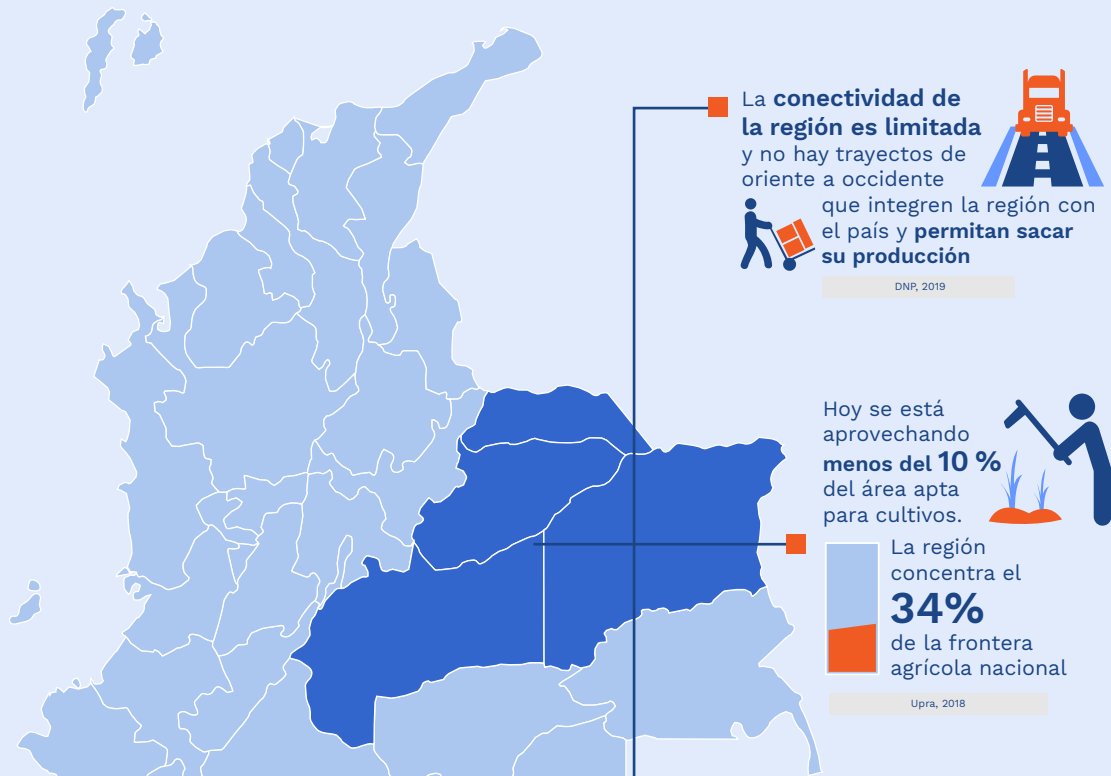 La conectividad de
la región es limitada
y no hay trayectos de
oriente a occidente
que integren la región con
el país y permitan sacar
su producción
DNP, 2019
Hoy se está
aprovechando
menos del 10 %
del área apta
para cultivos.
La región
concentra el
34%
de la frontera
agrícola nacional
Upra, 2018